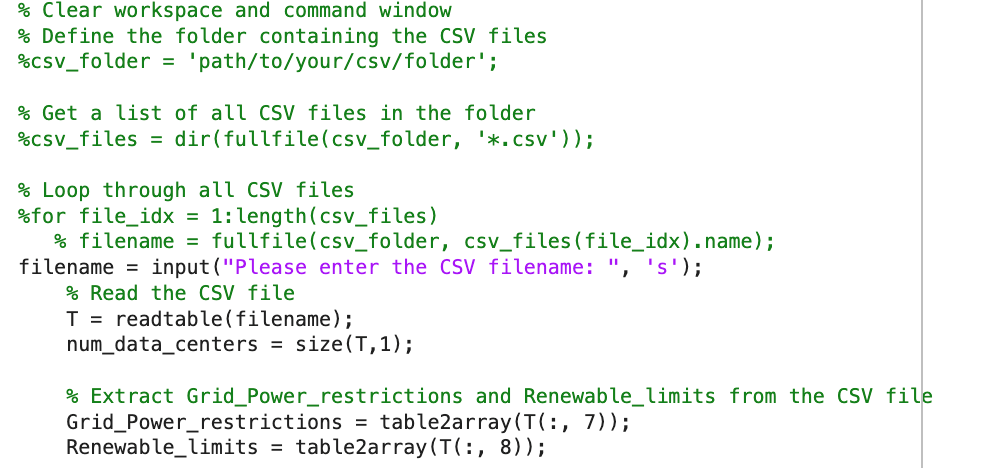 % Clear workspace and command window
% Define the folder containing the CSV files
%csv_folder = 'path/to/your/csv/folder';
% Get a list of all CSV files in the folder
%csv_files = dir(fullfile(csv_folder, '*.csv'));
% Loop through all CSV files
%for file_idx = 1:length(csv_files)
% filename = fullfile(csv_folder, csv_files(file_idx).name);
filename = input("Please enter the CSV filename: ", 's');
% Read the CSV file
T = readtable(filename);
num_data_centers = size(T,1);
% Extract Grid_Power_restrictions and Renewable_limits from the CSV file
Grid_Power_restrictions = table2array(T(:, 7));
Renewable_limits = table2array(T(:, 8));